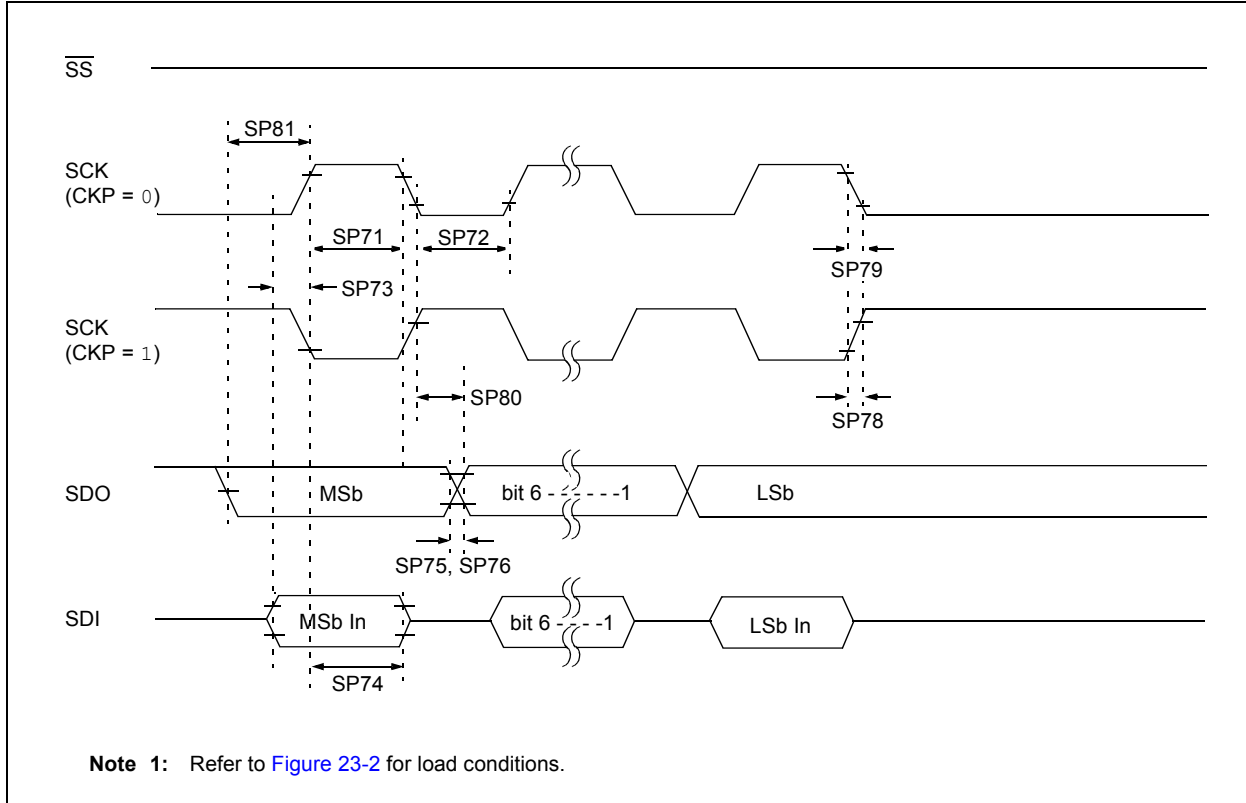 SS
SP81
SCK
(CKP = 0)
SP71
SP72
SP79
SP73
SCK
(CKP = 1)
SP80
SP78
SDO
MSb
bit 6 - - - - - -1
LSb
SP75, SP76
SDI
MSb In
bit 6 - - - - -1
LSb In
SP74
Note 1: Refer to Figure 23-2 for load conditions.